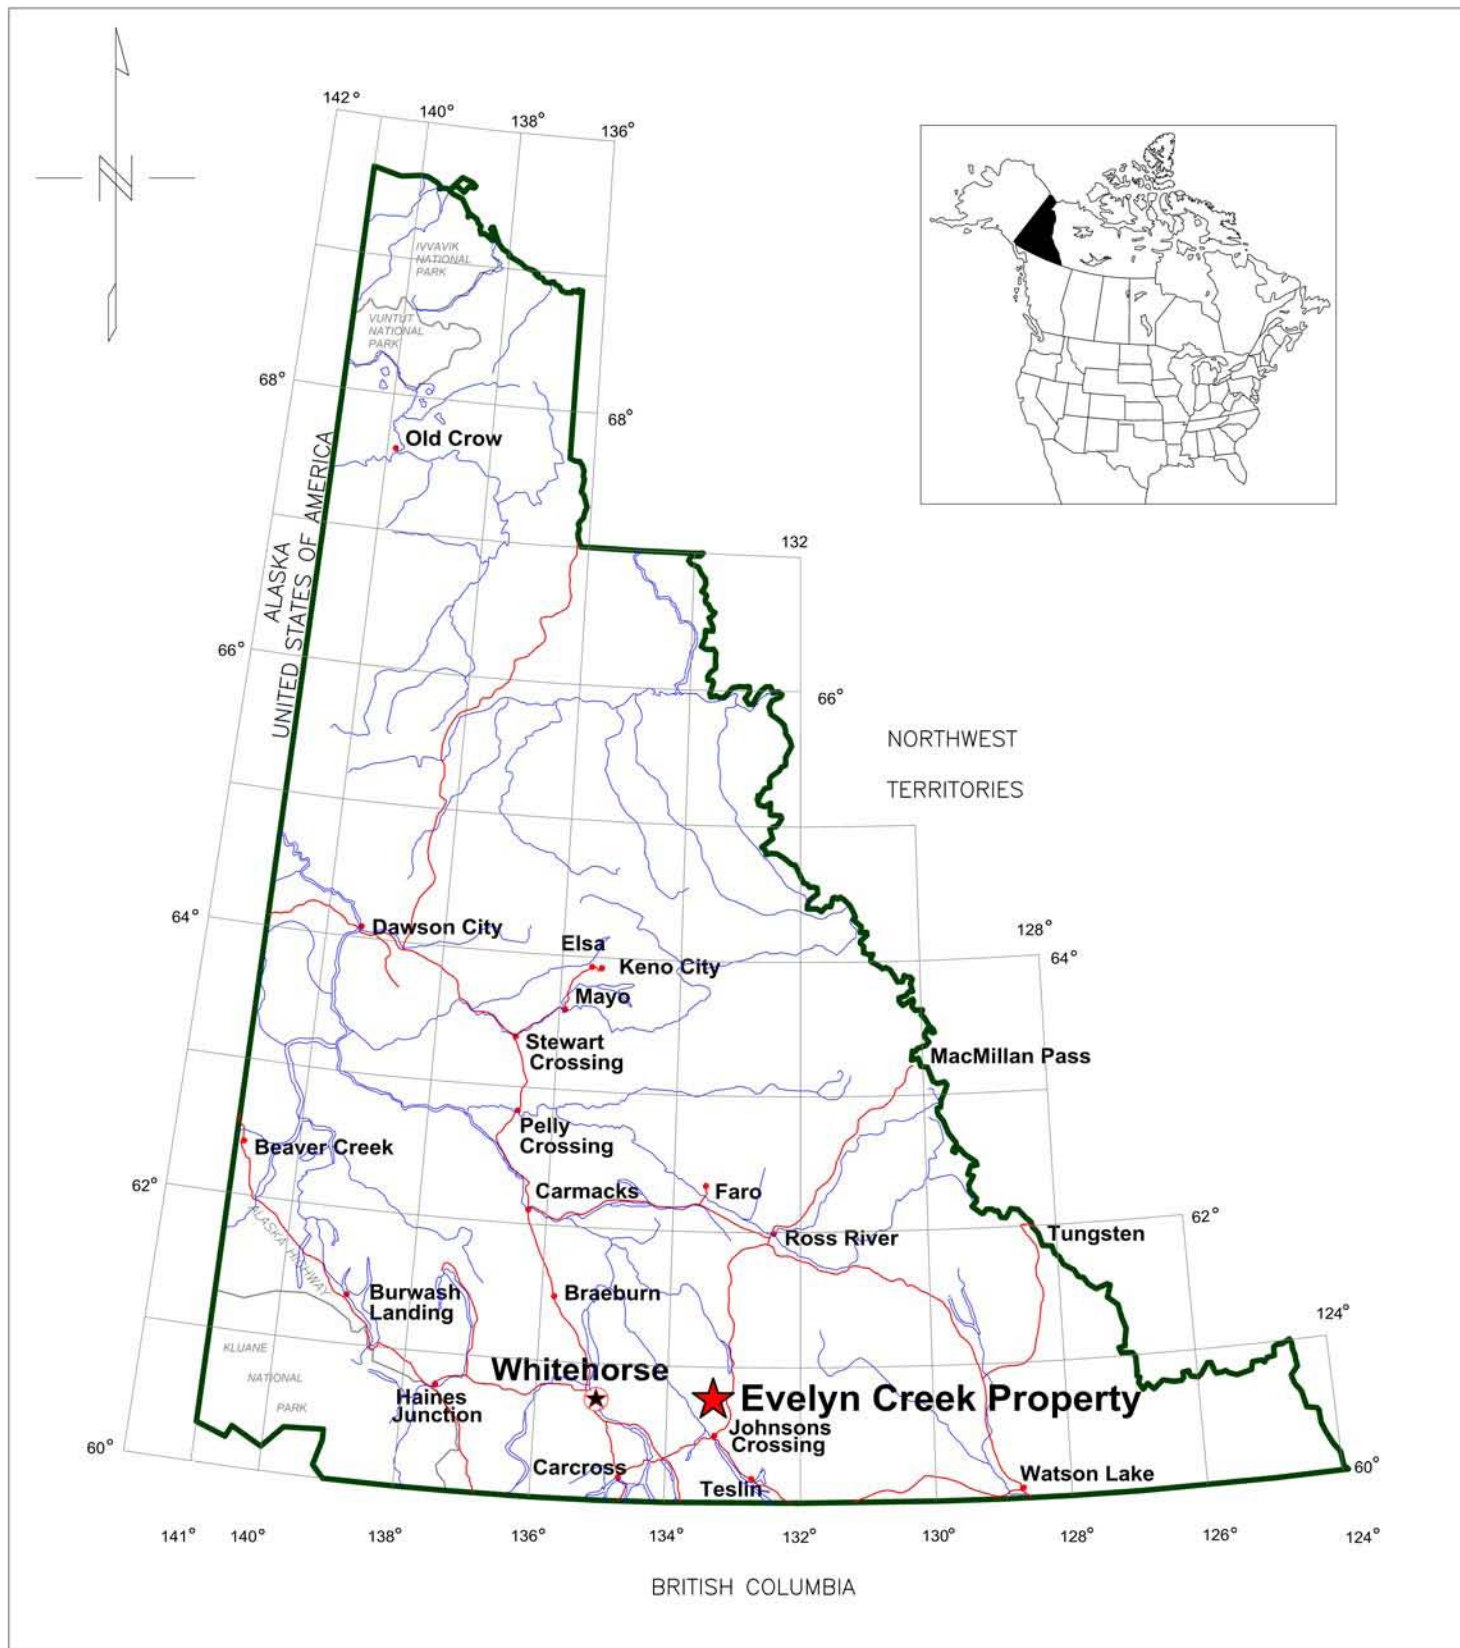 142°
140°
138°
136°
N
IVVAVIK
NATIONAL
PARK
VUNTUT
NATIONAL
PARK
68°
68°
Old Crow
ALASKA
UNITED STATES OF AMERICA
132
66°
66°
NORTHWEST
TERRITORIES
64°
Dawson City
Elsa
Keno City
Mayo
128°
64°
Stewart
Crossing
MacMillan Pass
Pelly
Crossing
Beaver Creek
62°
Carmacks
Faro
62°
Ross River
Tungsten
ALASKA HIGHWAY
Burwash
Landing
Braeburn
124°
KLUANE
NATIONAL
PARK
Whitehorse
Haines
Junction
Evelyn Creek Property
Johnsons
Crossing
60°
Carcross
Teslin
Watson Lake
60°
141°
140°
138°
136°
134°
132°
130°
128°
126°
124°
BRITISH COLUMBIA